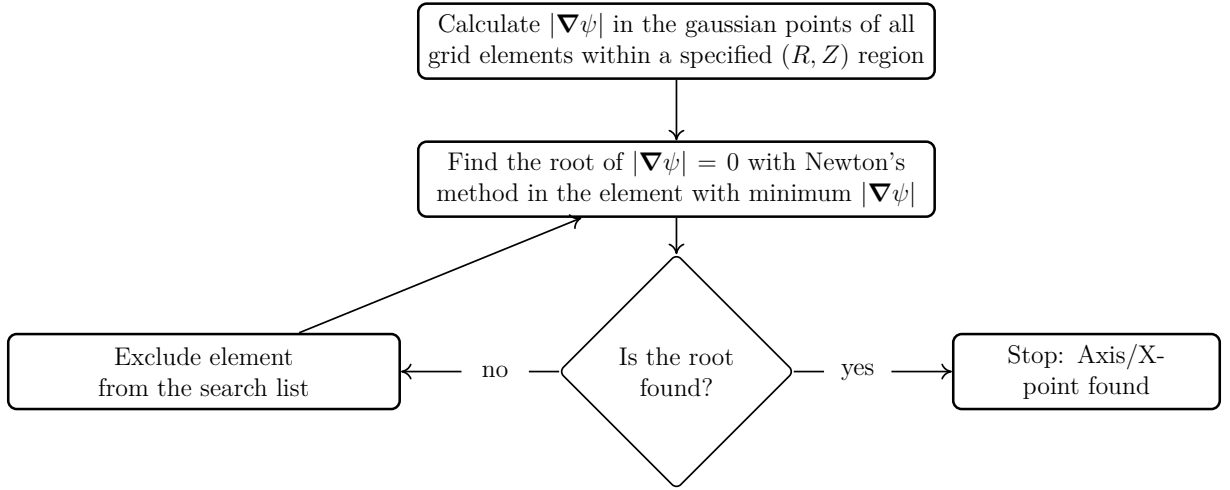 Calculate |∇ψ| in the gaussian points of all
grid elements within a specified (R, Z) region
Find the root of |∇ψ| = 0 with Newton's
method in the element with minimum |∇ψ|
Exclude element
from the search list
no
Is the root
found?
yes
Stop: Axis/X-
point found